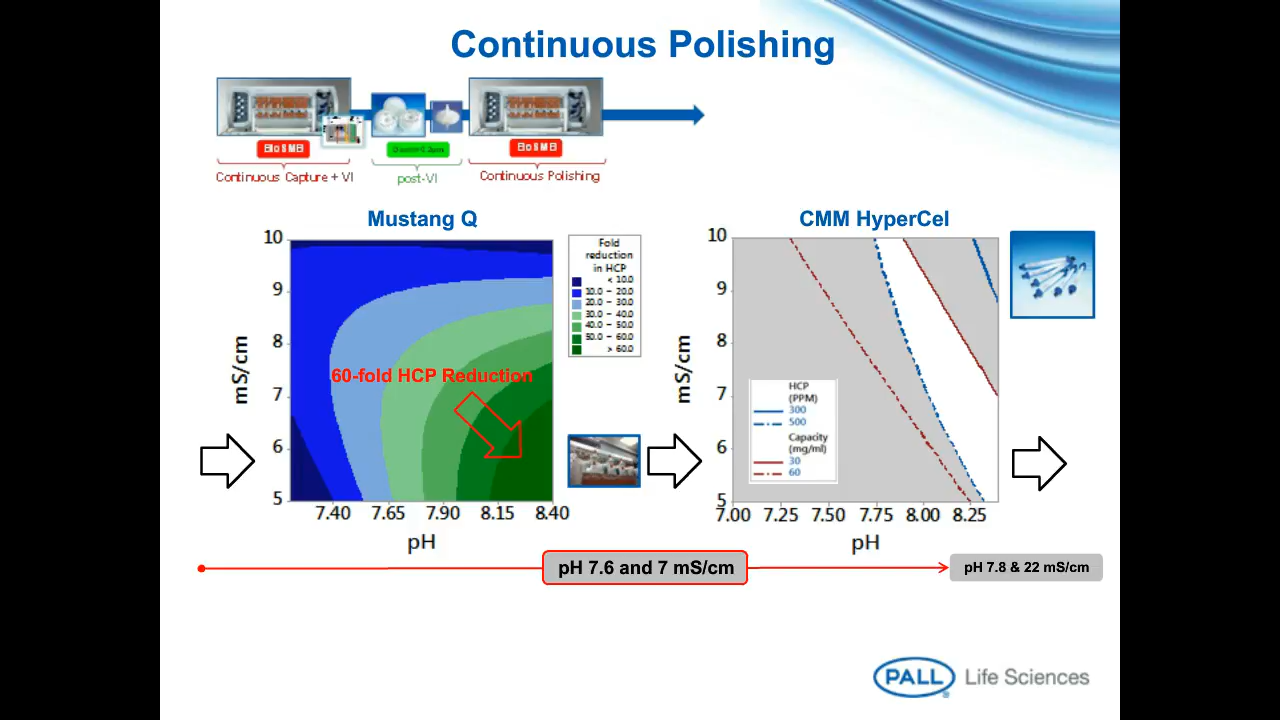 Continuous Polishing
BioSMB
BioSMB
Continuous Capture + VI
post-VI
Continuous Polishing
Mustang Q
CMM HyperCel
10
9
8
7
6
5
mS/cm
7.40 7.65 7.90 8.15 8.40
pH
60-fold HCP Reduction
Fold
reduction
in HCP
< 10.0
10.0 – 20.0
20.0 – 30.0
30.0 – 40.0
40.0 – 50.0
50.0 – 60.0
> 60.0
10
9
8
7
6
5
mS/cm
7.00 7.25 7.50 7.75 8.00 8.25
pH
HCP
(PPM)
300
500
Capacity
(mg/ml)
30
60
pH 7.6 and 7 mS/cm
pH 7.8 & 22 mS/cm
PALL Life Sciences